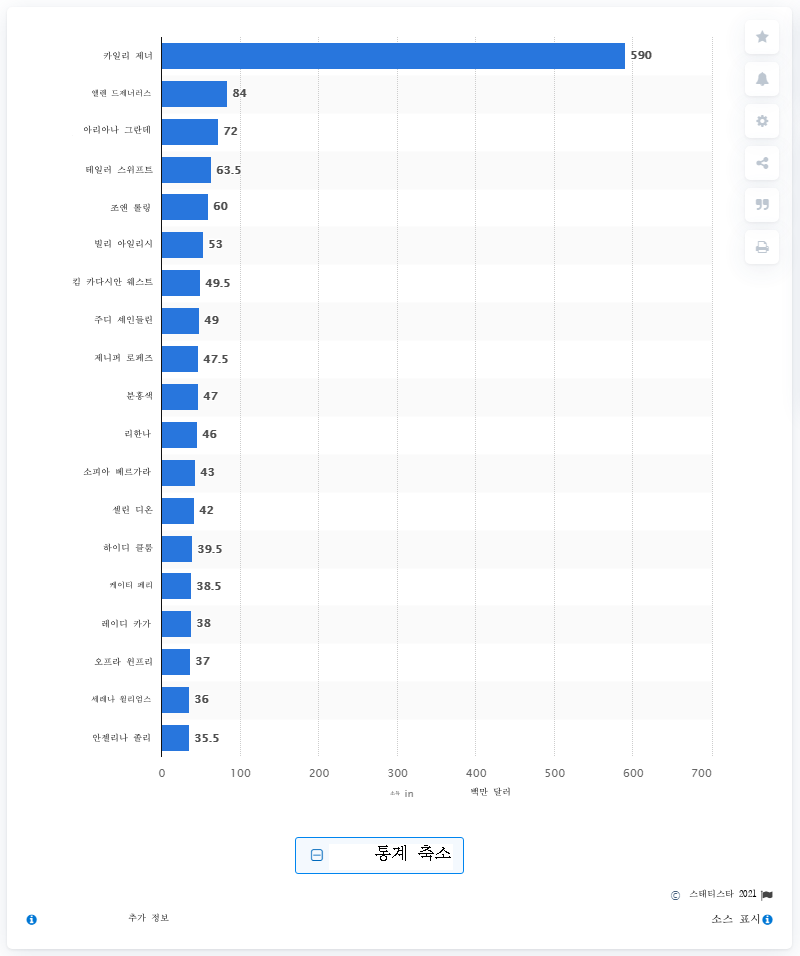 카일리 제너 590
앨렌 드제너러스 84
아리아나 그란데 72
테일러 스위프트 63.5
조앤 롤링 60
빌리 아일리시 53
킴 카다시안 웨스트 49.5
주디 세인들린 49
제니퍼 로페즈 47.5
분홍색 47
리한나 46
소피아 베르가라 43
셀린 디온 42
하이디 클룸 39.5
케이티 페리 38.5
레이디 가가 38
오프라 윈프리 37
세레나 윌리엄스 36
안젤리나 졸리 35.5
0 100 200 300 400 500 600 700
소득 in 백만 달러
통계 축소
© 스태티스타 2021
추가 정보 소스 표시